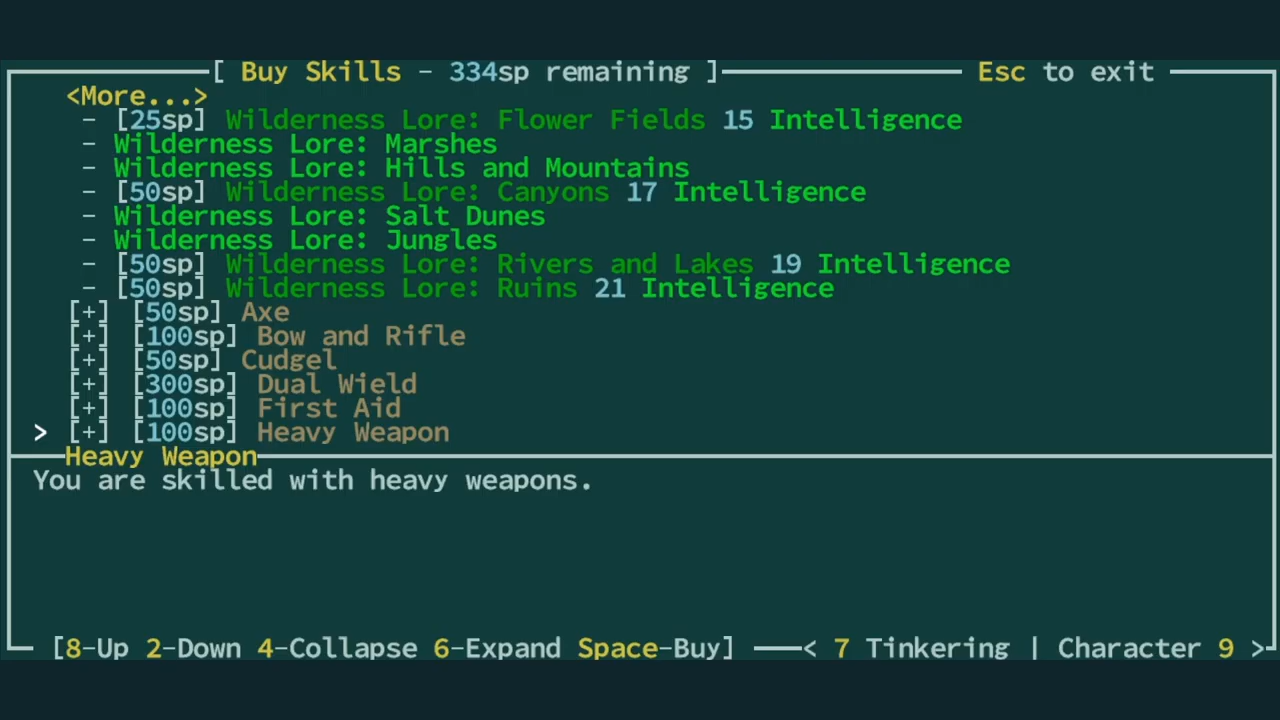 [ Buy Skills - 334sp remaining ] Esc to exit
<More...>
- [25sp] Wilderness Lore: Flower Fields 15 Intelligence
- Wilderness Lore: Marshes
- Wilderness Lore: Hills and Mountains
- [50sp] Wilderness Lore: Canyons 17 Intelligence
- Wilderness Lore: Salt Dunes
- Wilderness Lore: Jungles
- [50sp] Wilderness Lore: Rivers and Lakes 19 Intelligence
- [50sp] Wilderness Lore: Ruins 21 Intelligence
[+] [50sp] Axe
[+] [100sp] Bow and Rifle
[+] [50sp] Cudgel
[+] [300sp] Dual Wield
[+] [100sp] First Aid
> [+] [100sp] Heavy Weapon
Heavy Weapon
You are skilled with heavy weapons.
[8-Up 2-Down 4-Collapse 6-Expand Space-Buy] < 7 Tinkering | Character 9 >